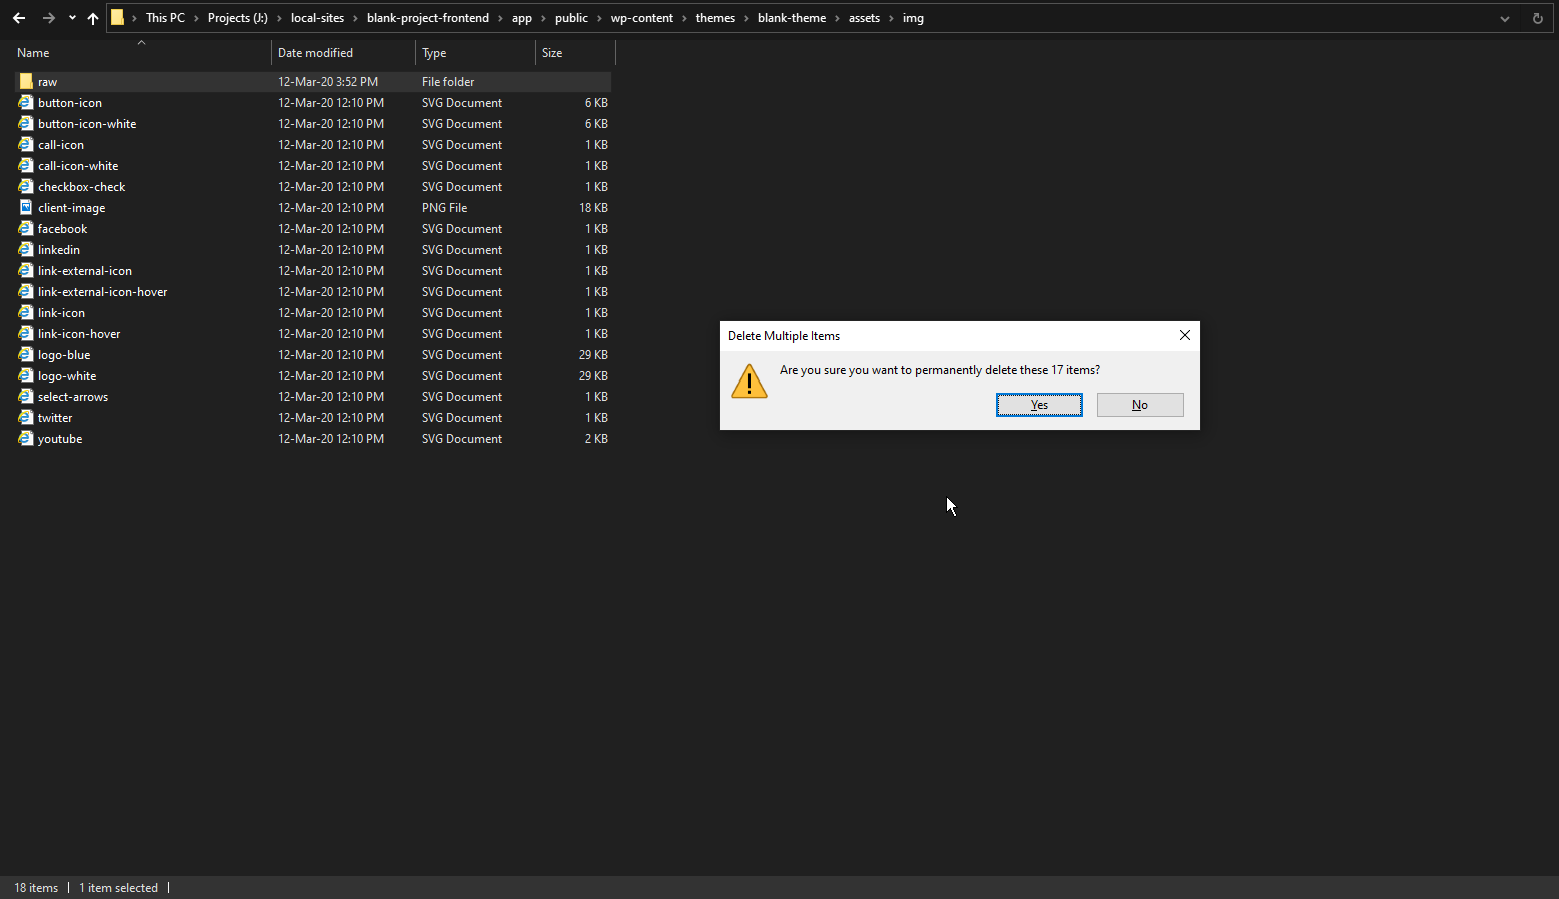 This PC › Projects (J:) › local-sites › blank-project-frontend › app › public › wp-content › themes › blank-theme › assets › img
Name Date modified Type Size
raw 12-Mar-20 3:52 PM File folder
button-icon 12-Mar-20 12:10 PM SVG Document 6 KB
button-icon-white 12-Mar-20 12:10 PM SVG Document 6 KB
call-icon 12-Mar-20 12:10 PM SVG Document 1 KB
call-icon-white 12-Mar-20 12:10 PM SVG Document 1 KB
checkbox-check 12-Mar-20 12:10 PM SVG Document 1 KB
client-image 12-Mar-20 12:10 PM PNG File 18 KB
facebook 12-Mar-20 12:10 PM SVG Document 1 KB
linkedin 12-Mar-20 12:10 PM SVG Document 1 KB
link-external-icon 12-Mar-20 12:10 PM SVG Document 1 KB
link-external-icon-hover 12-Mar-20 12:10 PM SVG Document 1 KB
link-icon 12-Mar-20 12:10 PM SVG Document 1 KB
link-icon-hover 12-Mar-20 12:10 PM SVG Document 1 KB
logo-blue 12-Mar-20 12:10 PM SVG Document 29 KB
logo-white 12-Mar-20 12:10 PM SVG Document 29 KB
select-arrows 12-Mar-20 12:10 PM SVG Document 1 KB
twitter 12-Mar-20 12:10 PM SVG Document 1 KB
youtube 12-Mar-20 12:10 PM SVG Document 2 KB
Delete Multiple Items
Are you sure you want to permanently delete these 17 items?
Yes No
18 items 1 item selected